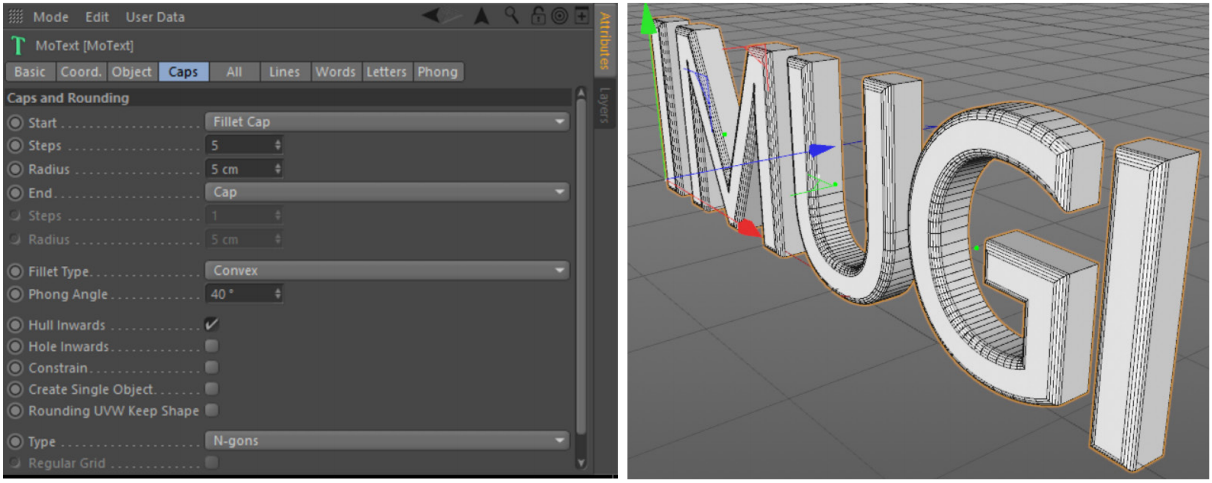 Mode Edit User Data
MoText [MoText]
Basic Coord. Object Caps All Lines Words Letters Phong
Caps and Rounding
Start . . . . . . . . . . . . . . . . . . Fillet Cap
Steps . . . . . . . . . . . . . . . . . . 5
Radius . . . . . . . . . . . . . . . . . 5 cm
End . . . . . . . . . . . . . . . . . . . Cap
Steps . . . . . . . . . . . . . . . . . . 1
Radius . . . . . . . . . . . . . . . . . 5 cm
Fillet Type. . . . . . . . . . . . . . Convex
Phong Angle . . . . . . . . . . . . 40 °
Hull Inwards . . . . . . . . . . . .
Hole Inwards. . . . . . . . . . . .
Constrain. . . . . . . . . . . . . . .
Create Single Object. . . . . . .
Rounding UVW Keep Shape
Type . . . . . . . . . . . . . . . . . . N-gons
Regular Grid . . . . . . . . . . . .
Attributes
Layers
MUGI